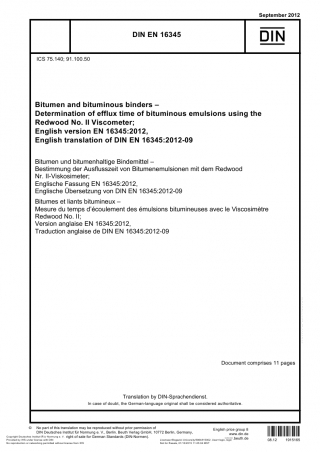 September 2012
DIN EN 16345
DIN
ICS 75.140; 91.100.50
Bitumen and bituminous binders –
Determination of efflux time of bituminous emulsions using the
Redwood No. II Viscometer;
English version EN 16345:2012,
English translation of DIN EN 16345:2012-09
Bitumen und bitumenhaltige Bindemittel –
Bestimmung der Ausflusszeit von Bitumenemulsionen mit dem Redwood
Nr. II-Viskosimeter;
Englische Fassung EN 16345:2012,
Englische Übersetzung von DIN EN 16345:2012-09
Bitumes et liants bitumineux –
Mesure du temps d'écoulement des émulsions bitumineuses avec le Viscosimètre
Redwood No. II;
Version anglaise EN 16345:2012,
Traduction anglaise de DIN EN 16345:2012-09
Document comprises 11 pages
Translation by DIN-Sprachendienst.
In case of doubt, the German-language original shall be considered authoritative.
© No part of this translation may be reproduced without prior permission of
DIN Deutsches Institut für Normung e. V., Berlin. Beuth Verlag GmbH, 10772 Berlin, Germany,
right of sale for German Standards (DIN-Normen).
English price group 8
www.din.de
www.beuth.de